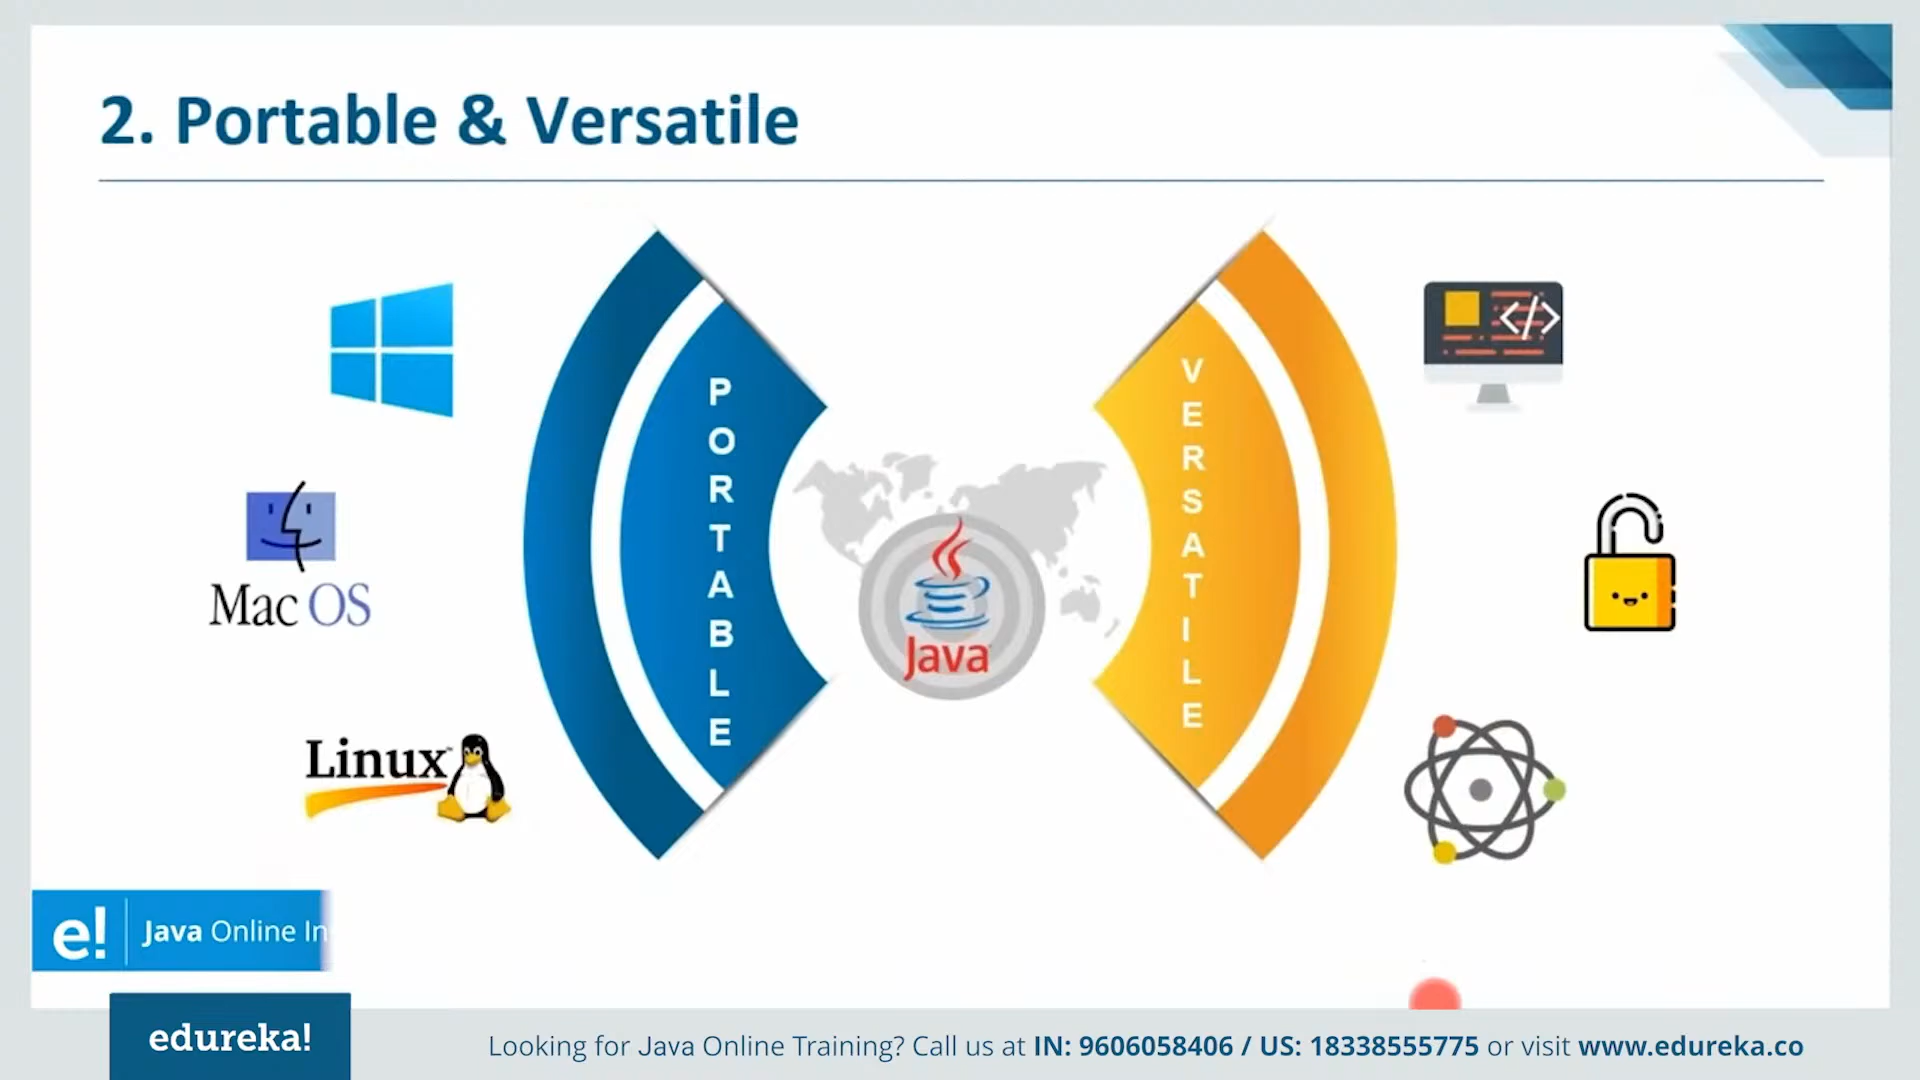 2. Portable & Versatile
PORTABLE
VERSATILE
Mac OS
Linux™
Java
</>
e! Java Online In
edureka!
Looking for Java Online Training? Call us at IN: 9606058406 / US: 18338555775 or visit www.edureka.co